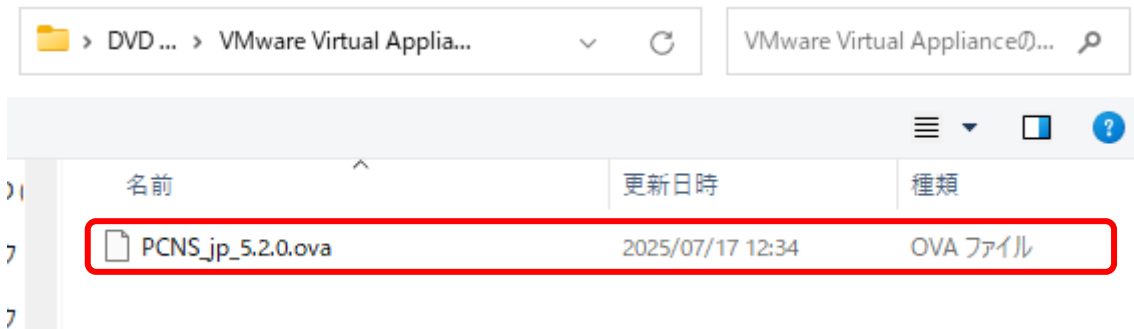 DVD ... VMware Virtual Applia...
VMware Virtual Applianceの...
名前 更新日時 種類
PCNS_jp_5.2.0.ova 2025/07/17 12:34 OVA ファイル